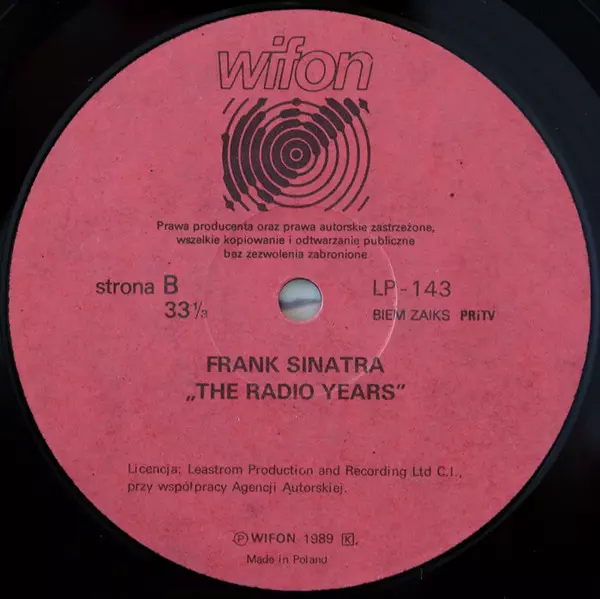 wifon
Prawa producenta oraz prawa autorskie zastrzeżone,
wszelkie kopiowanie i odtwarzanie publiczne
bez zezwolenia zabronione
strona B
33⅓
LP-143
BIEM ZAIKS PRiTV
FRANK SINATRA
„THE RADIO YEARS”
Licencja: Leastrom Production and Recording Ltd C.I.,
przy współpracy Agencji Autorskiej.
Ⓟ WIFON 1989 K.
Made in Poland